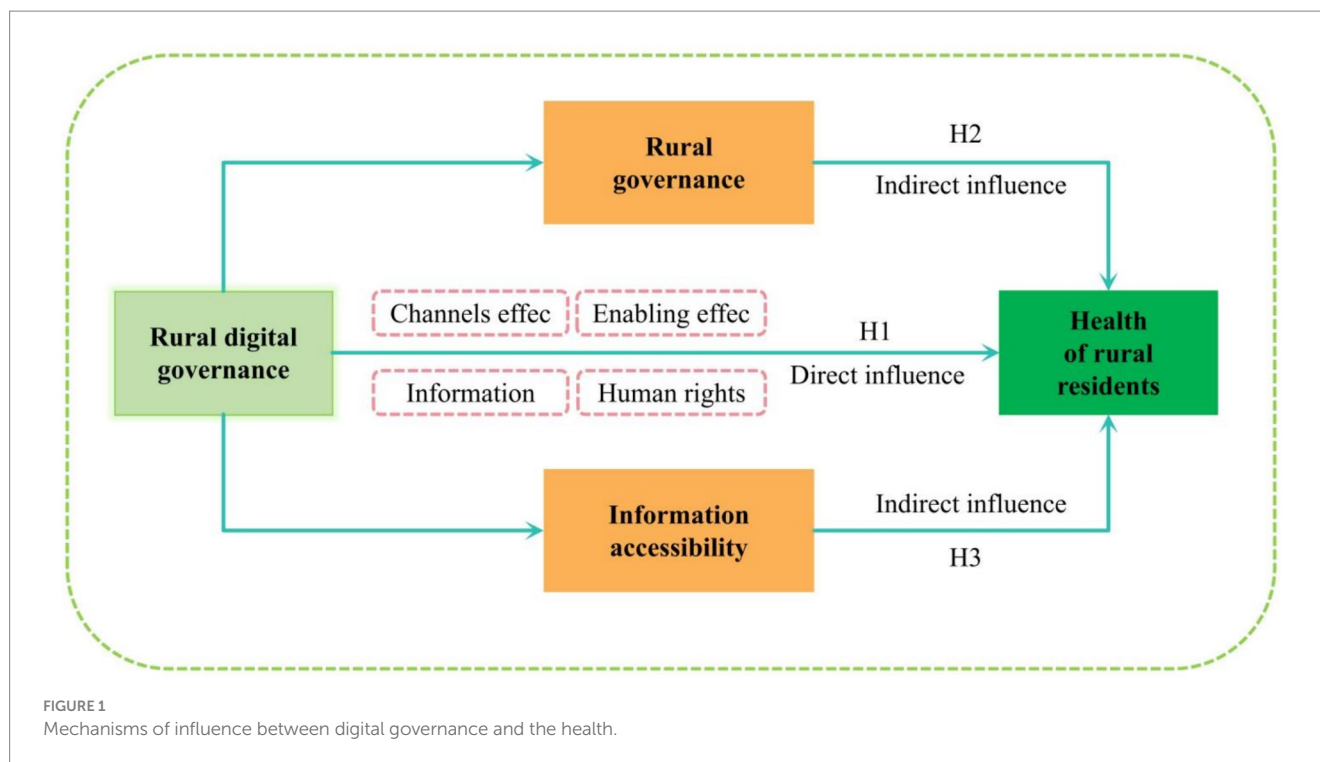 Rural
governance
H2
Indirect influence
Channels effec
Enabling effec
Rural digital
governance
H1
Direct influence
Health
of rural
residents
Information
Human rights
Information
accessibility
Indirect influence
H3
FIGURE 1
Mechanisms of influence between digital governance and the health.